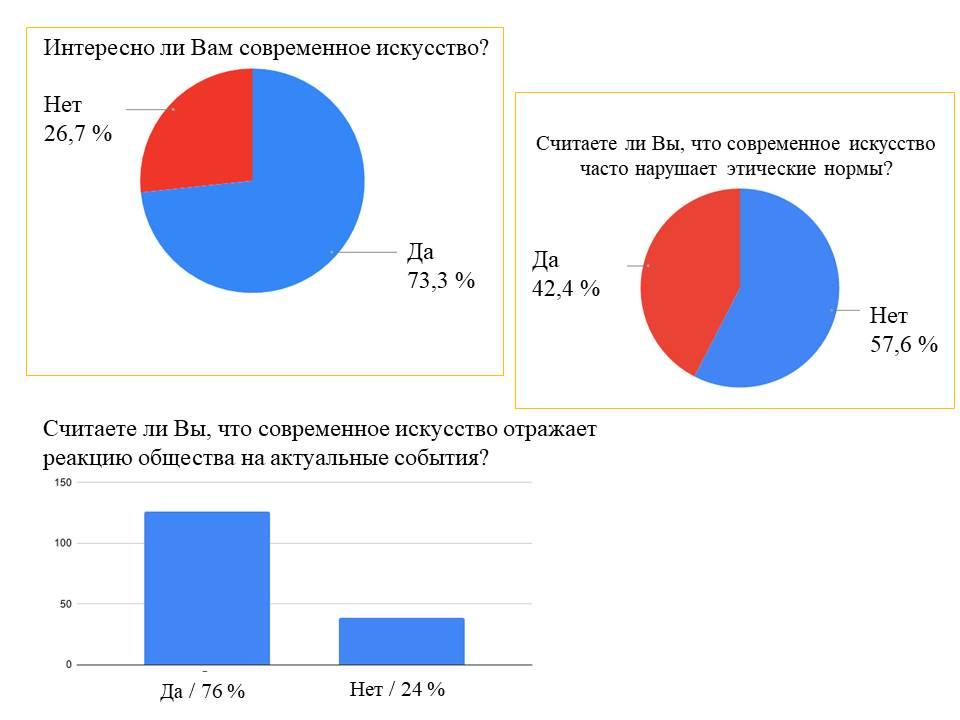 Интересно ли Вам современное искусство?
Нет
26,7 %
Да
73,3 %
Считаете ли Вы, что современное искусство
часто нарушает этические нормы?
Да
42,4 %
Нет
57,6 %
Считаете ли Вы, что современное искусство отражает
реакцию общества на актуальные события?
150
100
50
0
Да / 76 %
Нет / 24 %